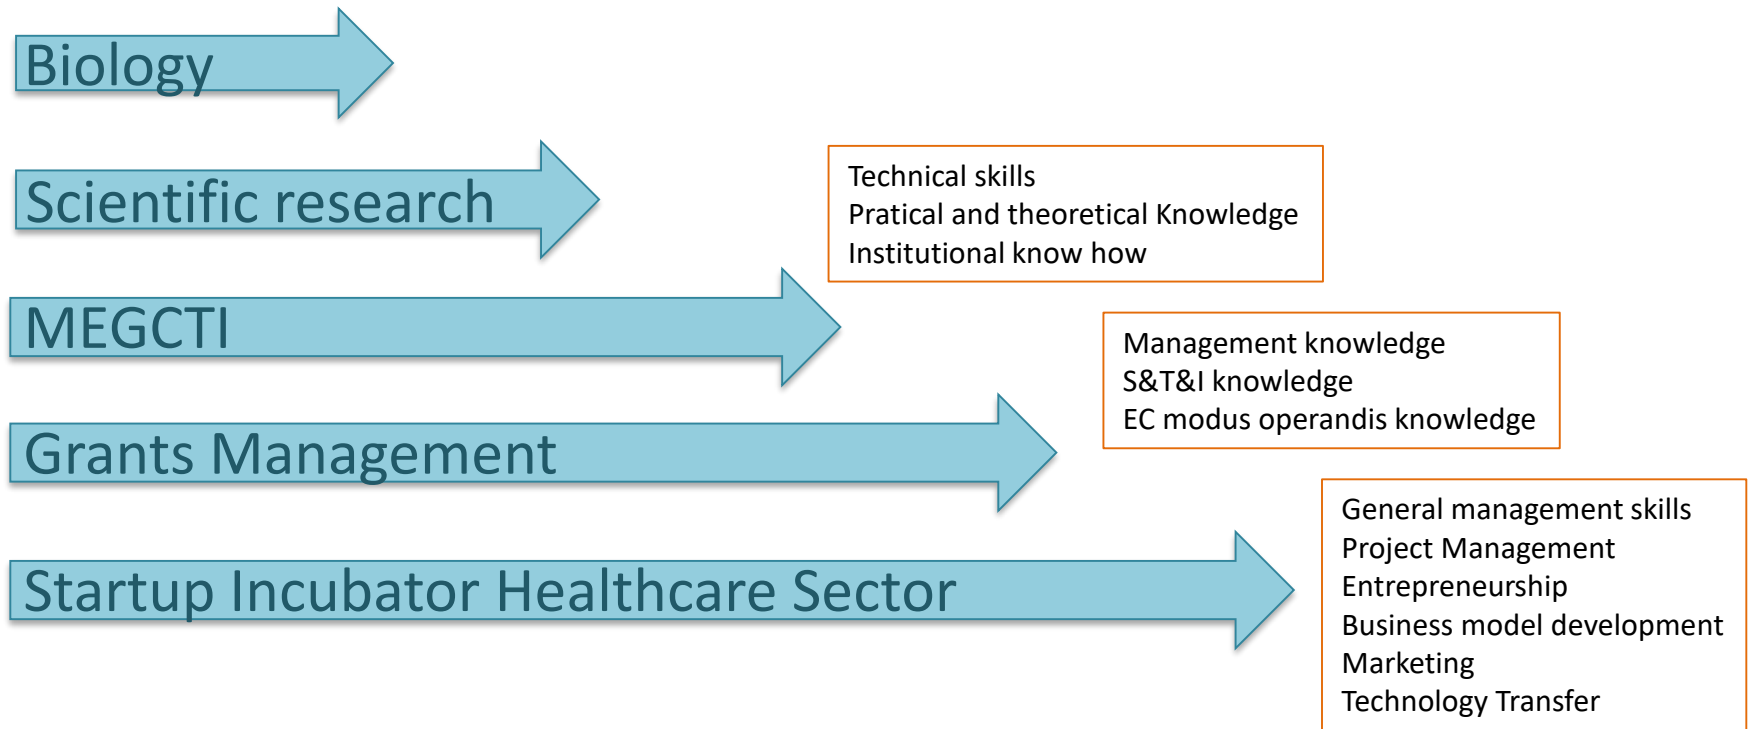 Biology
Scientific research
Technical skills
Pratical and theoretical Knowledge
Institutional know how
MEGCTI
Management knowledge
S&T&I knowledge
EC modus operandis knowledge
Grants Management
General management skills
Project Management
Entrepreneurship
Business model development
Marketing
Technology Transfer
Startup Incubator Healthcare Sector